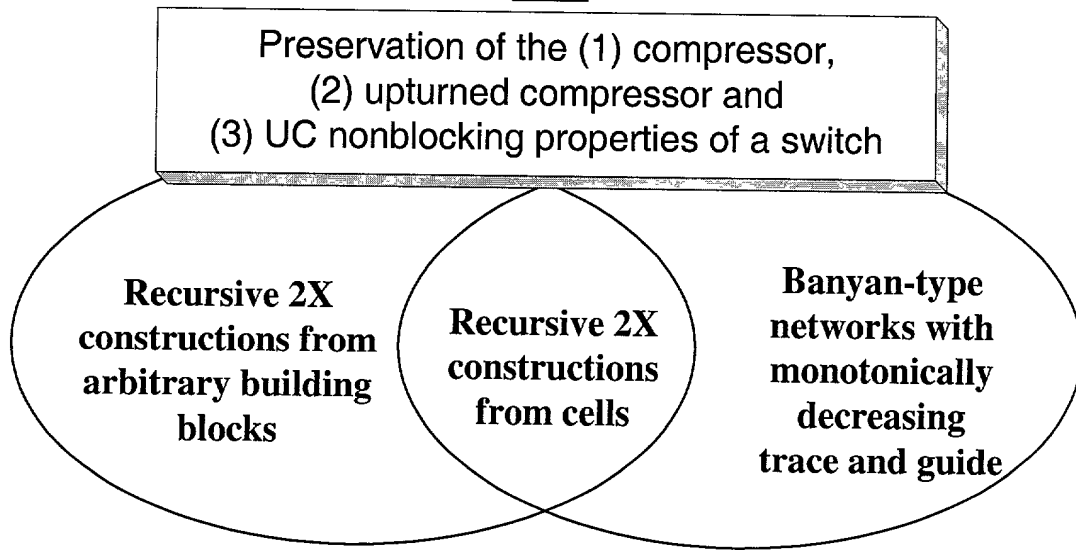 Preservation of the (1) compressor,
(2) upturned compressor and
(3) UC nonblocking properties of a switch
Recursive 2X
constructions from
arbitrary building
blocks
Recursive 2X
constructions
from cells
Banyan-type
networks with
monotonically
decreasing
trace and guide